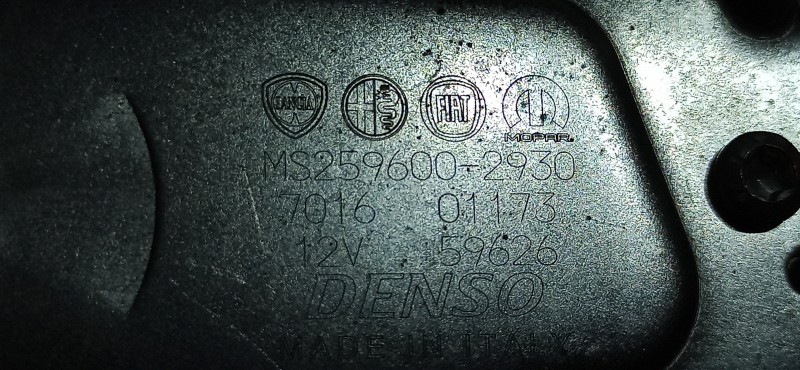 LANCIA FIAT MOPAR
MS259600-2930
7016 01173
12V 59626
DENSO
MADE IN ITALY